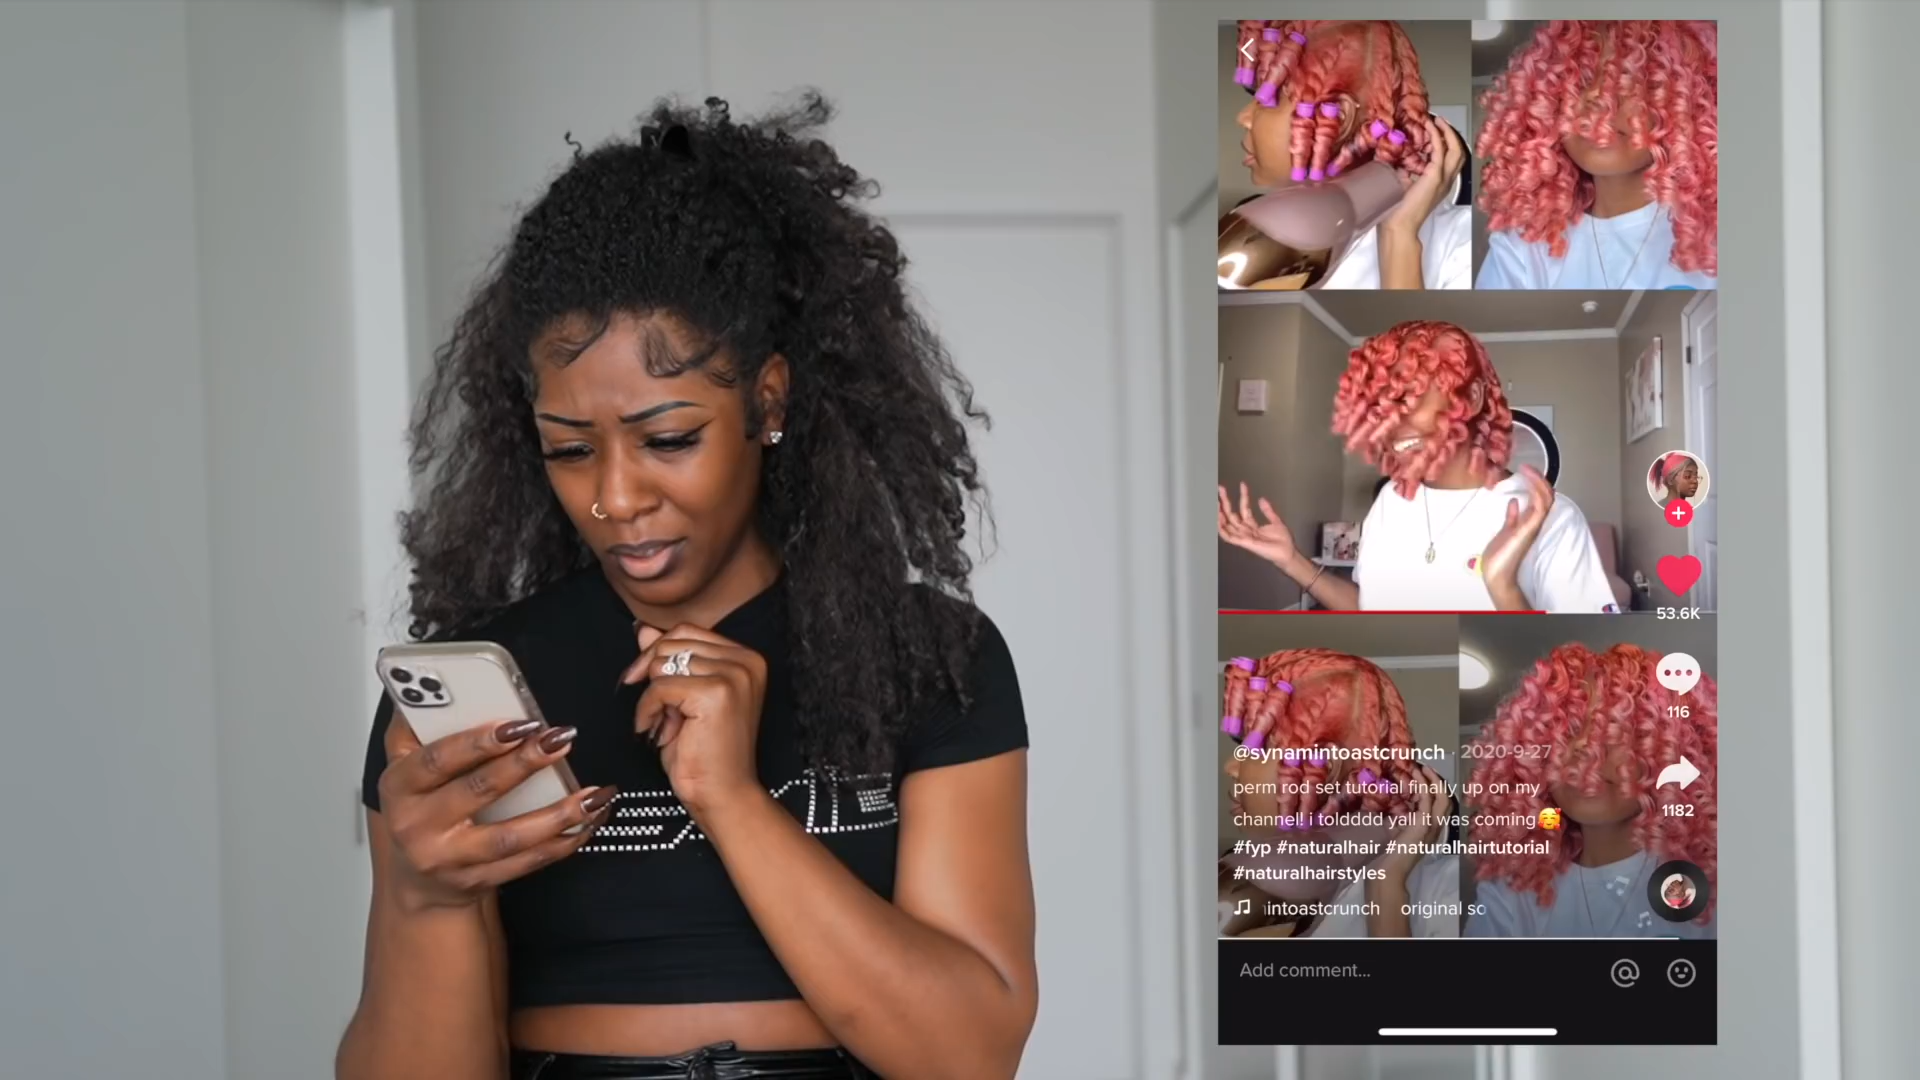 53.6K
116
@synamintoastcrunch · 2020-9-27
perm rod set tutorial finally up on my
channel! i toldddd yall it was coming🥰
1182
#fyp #naturalhair #naturalhairtutorial
#naturalhairstyles
intoastcrunch original so
Add comment...